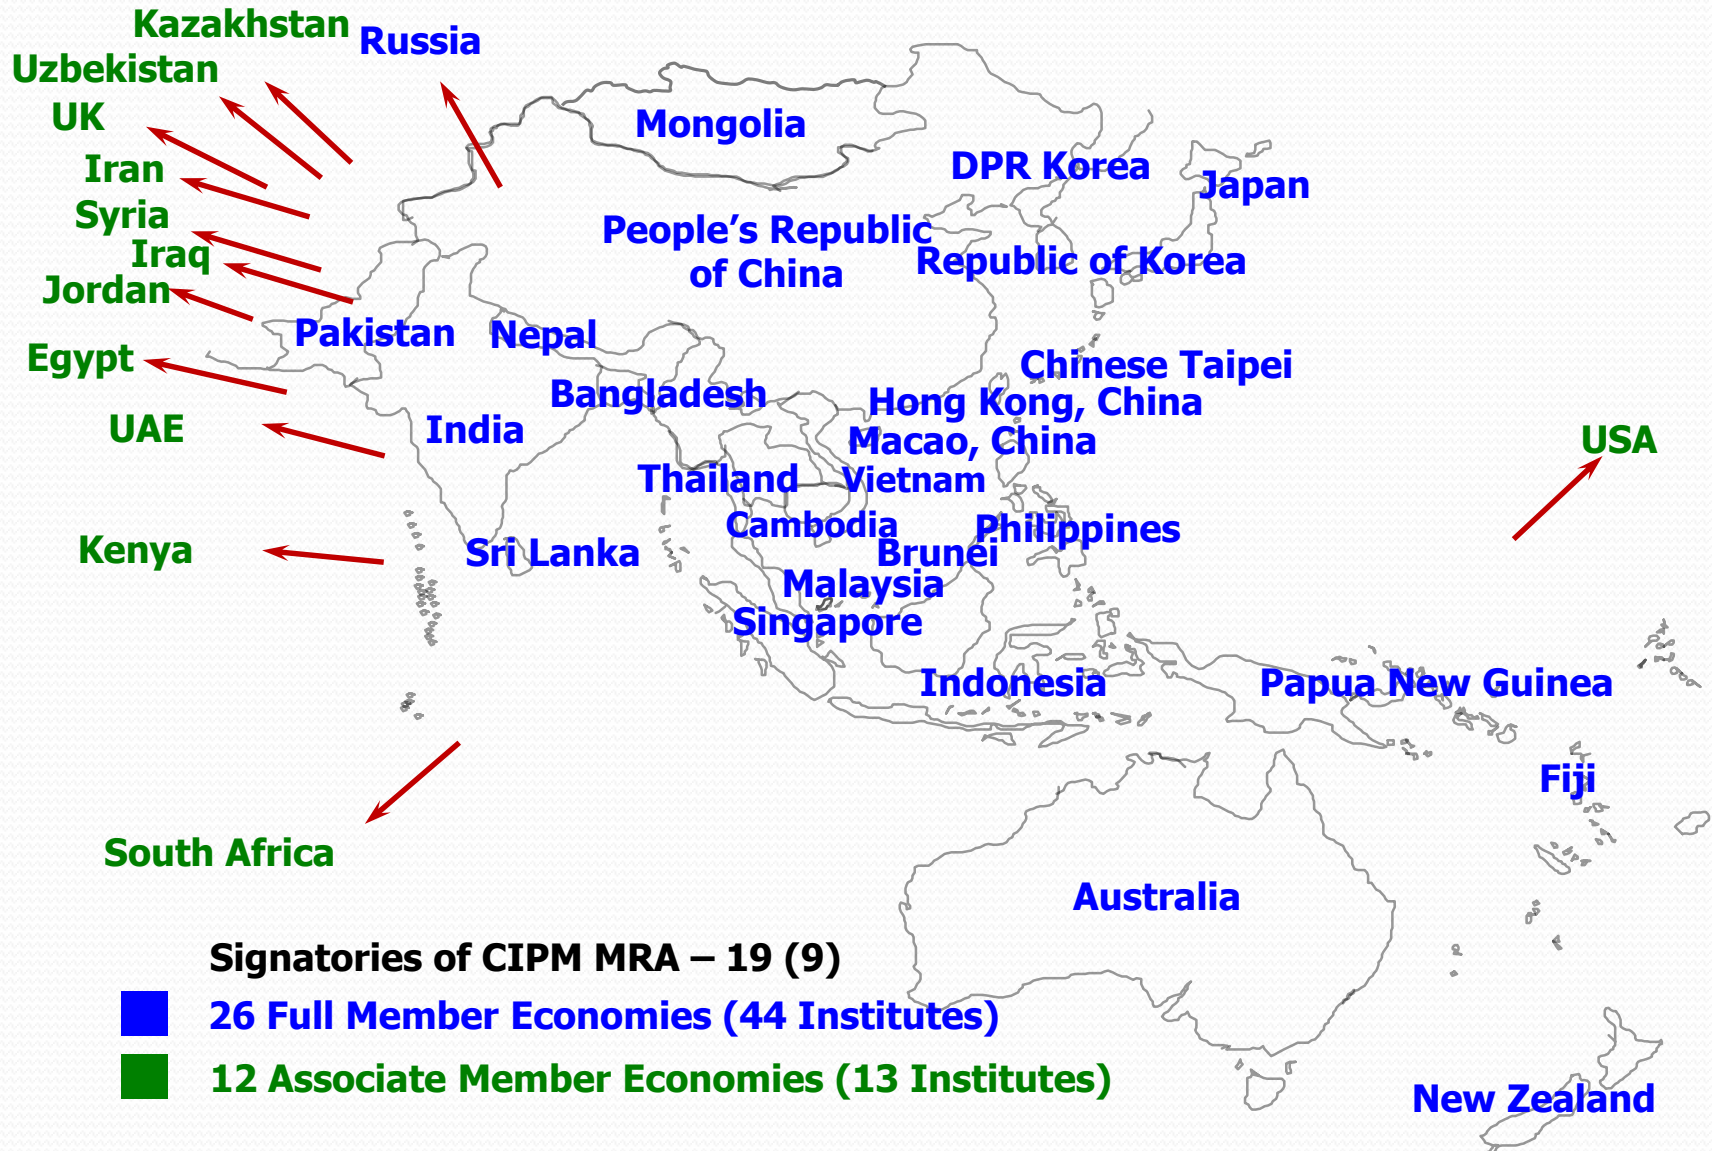 Kazakhstan
Russia
Uzbekistan
UK
Mongolia
Iran
DPR Korea
Japan
Syria
People’s Republic
of China
Iraq
Republic of Korea
Jordan
Pakistan
Nepal
Egypt
Chinese Taipei
Bangladesh
Hong Kong, China
UAE
India
Macao, China
USA
Thailand
Vietnam
Cambodia
Philippines
Kenya
Sri Lanka
Brunei
Malaysia
Singapore
Indonesia
Papua New Guinea
Fiji
South Africa
Australia
Signatories of CIPM MRA – 19 (9)
26 Full Member Economies (44 Institutes)
12 Associate Member Economies (13 Institutes)
New Zealand